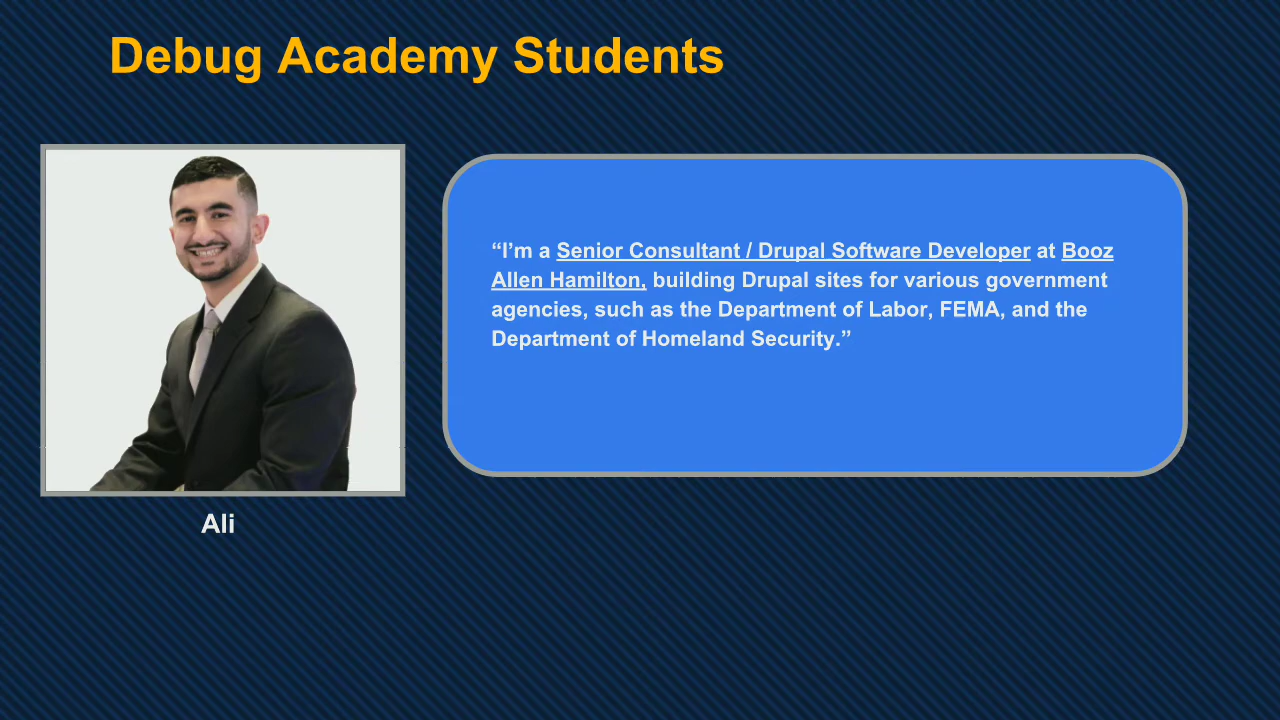 Debug Academy Students
“I’m a Senior Consultant / Drupal Software Developer at Booz
Allen Hamilton, building Drupal sites for various government
agencies, such as the Department of Labor, FEMA, and the
Department of Homeland Security.”
Ali